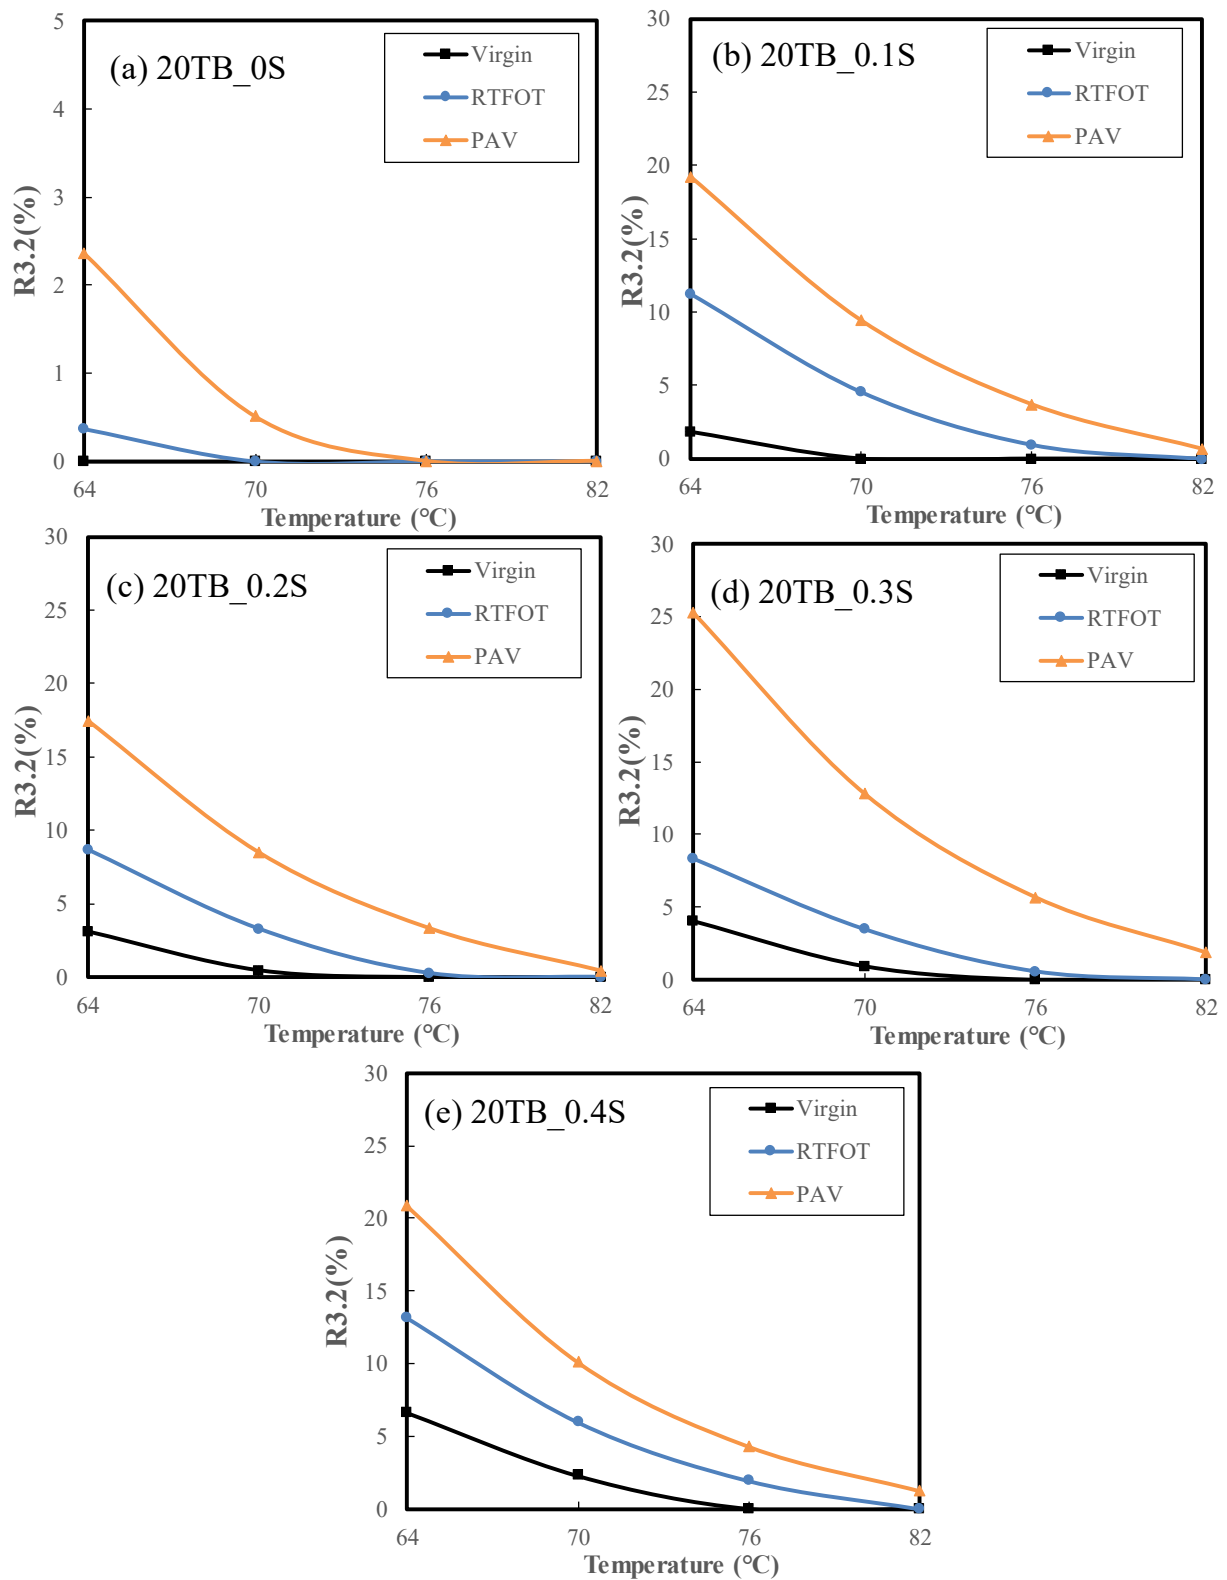 (a) 20TB_0S
Virgin
RTFOT
PAV
R3.2(%)
5
4
3
2
1
0
64
70
76
82
Temperature (°C)
(b) 20TB_0.1S
Virgin
RTFOT
PAV
R3.2(%)
30
25
20
15
10
5
0
64
70
76
82
Temperature (°C)
(c) 20TB_0.2S
Virgin
RTFOT
PAV
R3.2(%)
30
25
20
15
10
5
0
64
70
76
82
Temperature (°C)
(d) 20TB_0.3S
Virgin
RTFOT
PAV
R3.2(%)
30
25
20
15
10
5
0
64
70
76
82
Temperature (°C)
(e) 20TB_0.4S
Virgin
RTFOT
PAV
R3.2(%)
30
25
20
15
10
5
0
64
70
76
82
Temperature (°C)